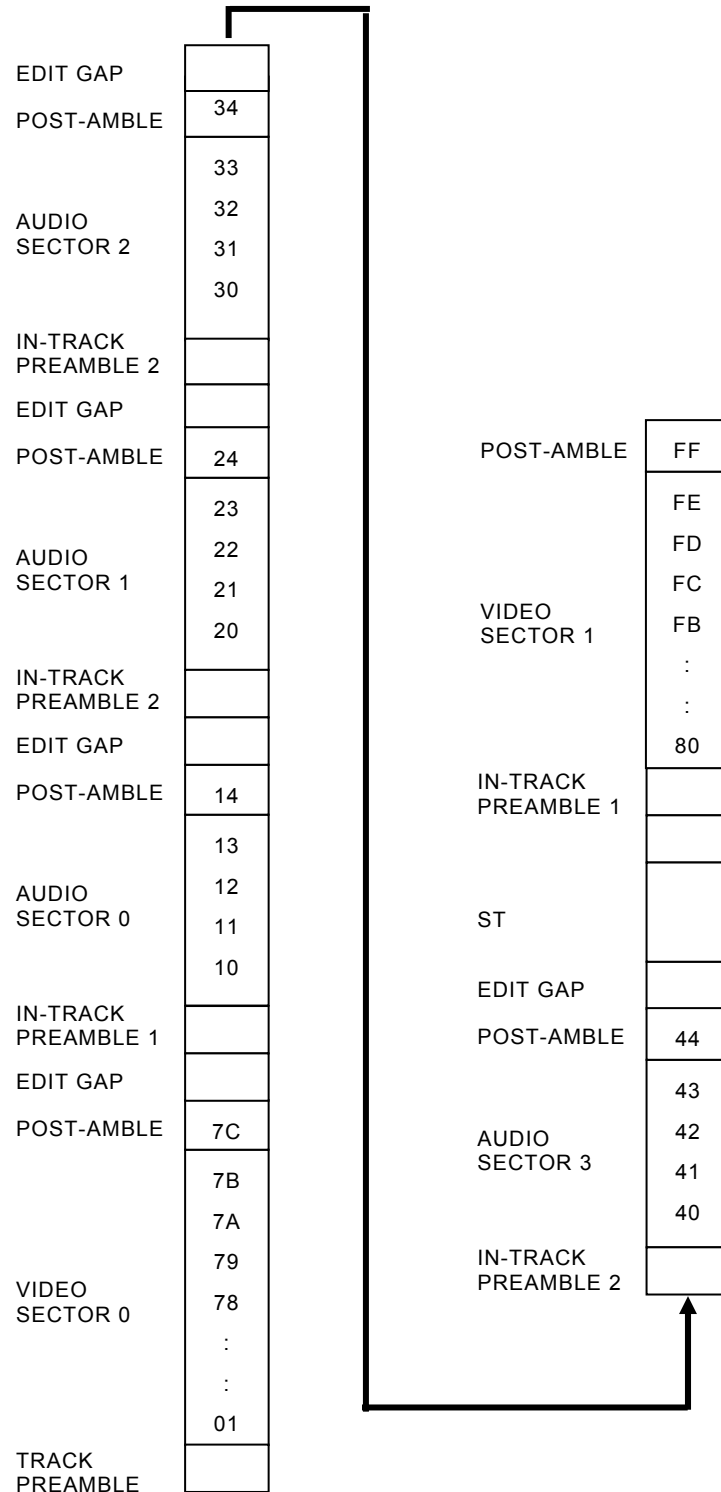 EDIT GAP
POST-AMBLE 34
33
32
AUDIO
SECTOR 2
31
30
IN-TRACK
PREAMBLE 2
EDIT GAP
POST-AMBLE 24
23
22
AUDIO
SECTOR 1
21
20
IN-TRACK
PREAMBLE 2
EDIT GAP
POST-AMBLE 14
13
12
AUDIO
SECTOR 0
11
10
IN-TRACK
PREAMBLE 1
EDIT GAP
POST-AMBLE 7C
7B
7A
79
78
VIDEO
SECTOR 0
:
:
01
TRACK
PREAMBLE
POST-AMBLE FF
FE
FD
FC
VIDEO
SECTOR 1
FB
:
:
80
IN-TRACK
PREAMBLE 1
ST
EDIT GAP
POST-AMBLE 44
43
42
AUDIO
SECTOR 3
41
40
IN-TRACK
PREAMBLE 2